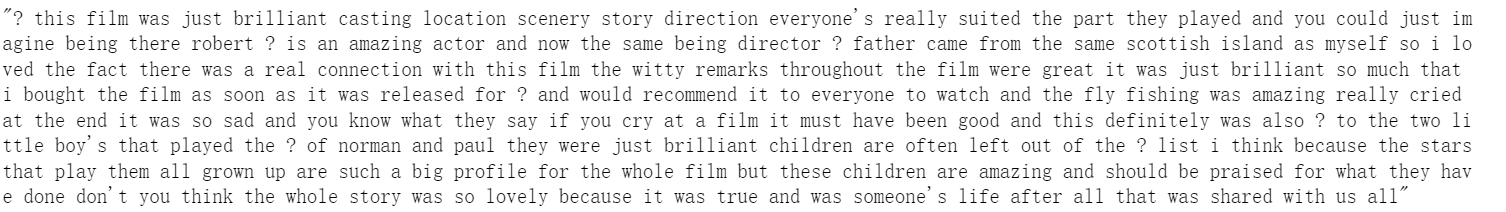 "? this film was just brilliant casting location scenery story direction everyone's really suited the part they played and you could just im
agine being there robert ? is an amazing actor and now the same being director ? father came from the same scottish island as myself so i lo
ved the fact there was a real connection with this film the witty remarks throughout the film were great it was just brilliant so much that
i bought the film as soon as it was released for ? and would recommend it to everyone to watch and the fly fishing was amazing really cried
at the end it was so sad and you know what they say if you cry at a film it must have been good and this definitely was also ? to the two li
ttle boy's that played the ? of norman and paul they were just brilliant children are often left out of the ? list i think because the stars
that play them all grown up are such a big profile for the whole film but these children are amazing and should be praised for what they hav
e done don't you think the whole story was so lovely because it was true and was someone's life after all that was shared with us all"